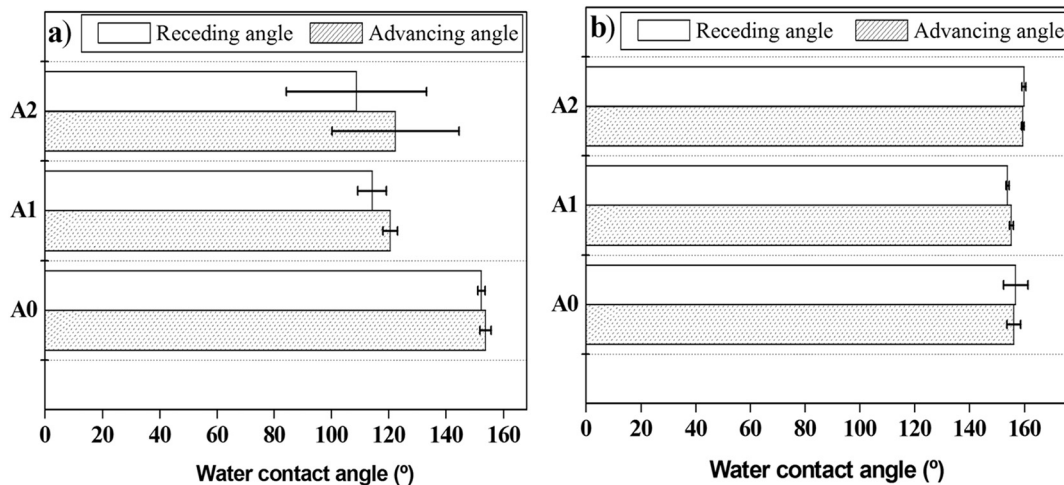 a) Receding angle Advancing angle
A2
A1
A0
0 20 40 60 80 100 120 140 160
Water contact angle (º)
b) Receding angle Advancing angle
A2
A1
A0
0 20 40 60 80 100 120 140 160
Water contact angle (º)